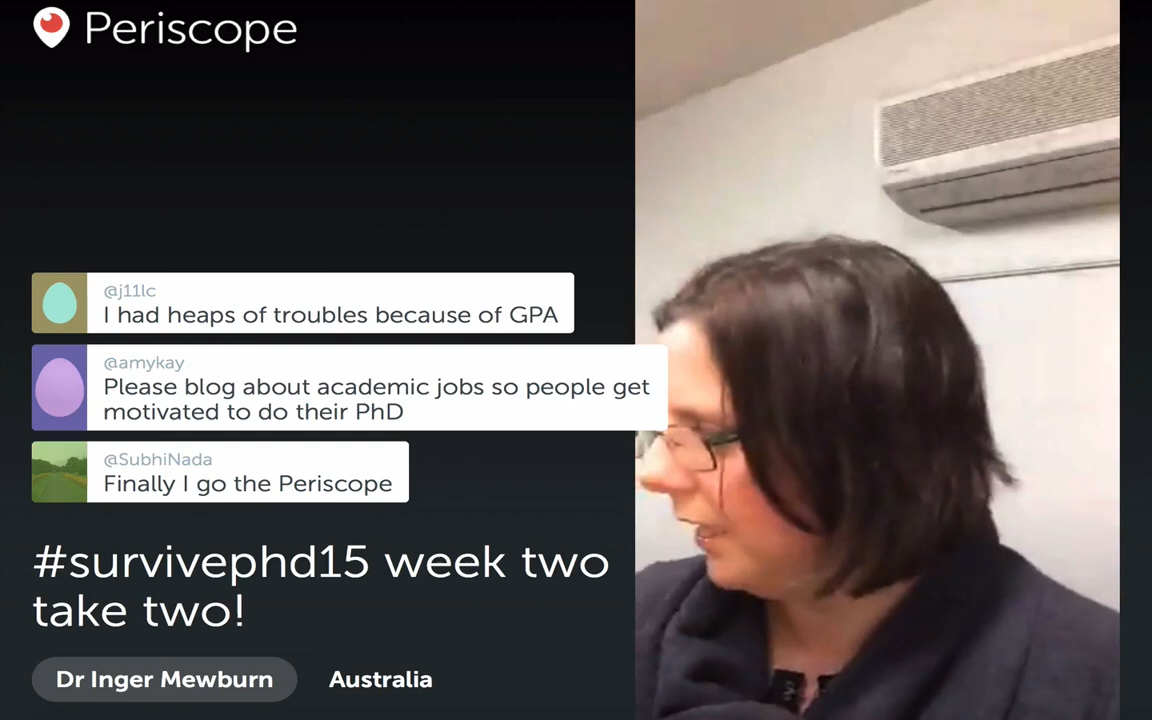 Periscope
@j11lc
I had heaps of troubles because of GPA
@amykay
Please blog about academic jobs so people get
motivated to do their PhD
@SubhiNada
Finally I go the Periscope
#survivephd15 week two
take two!
Dr Inger Mewburn
Australia